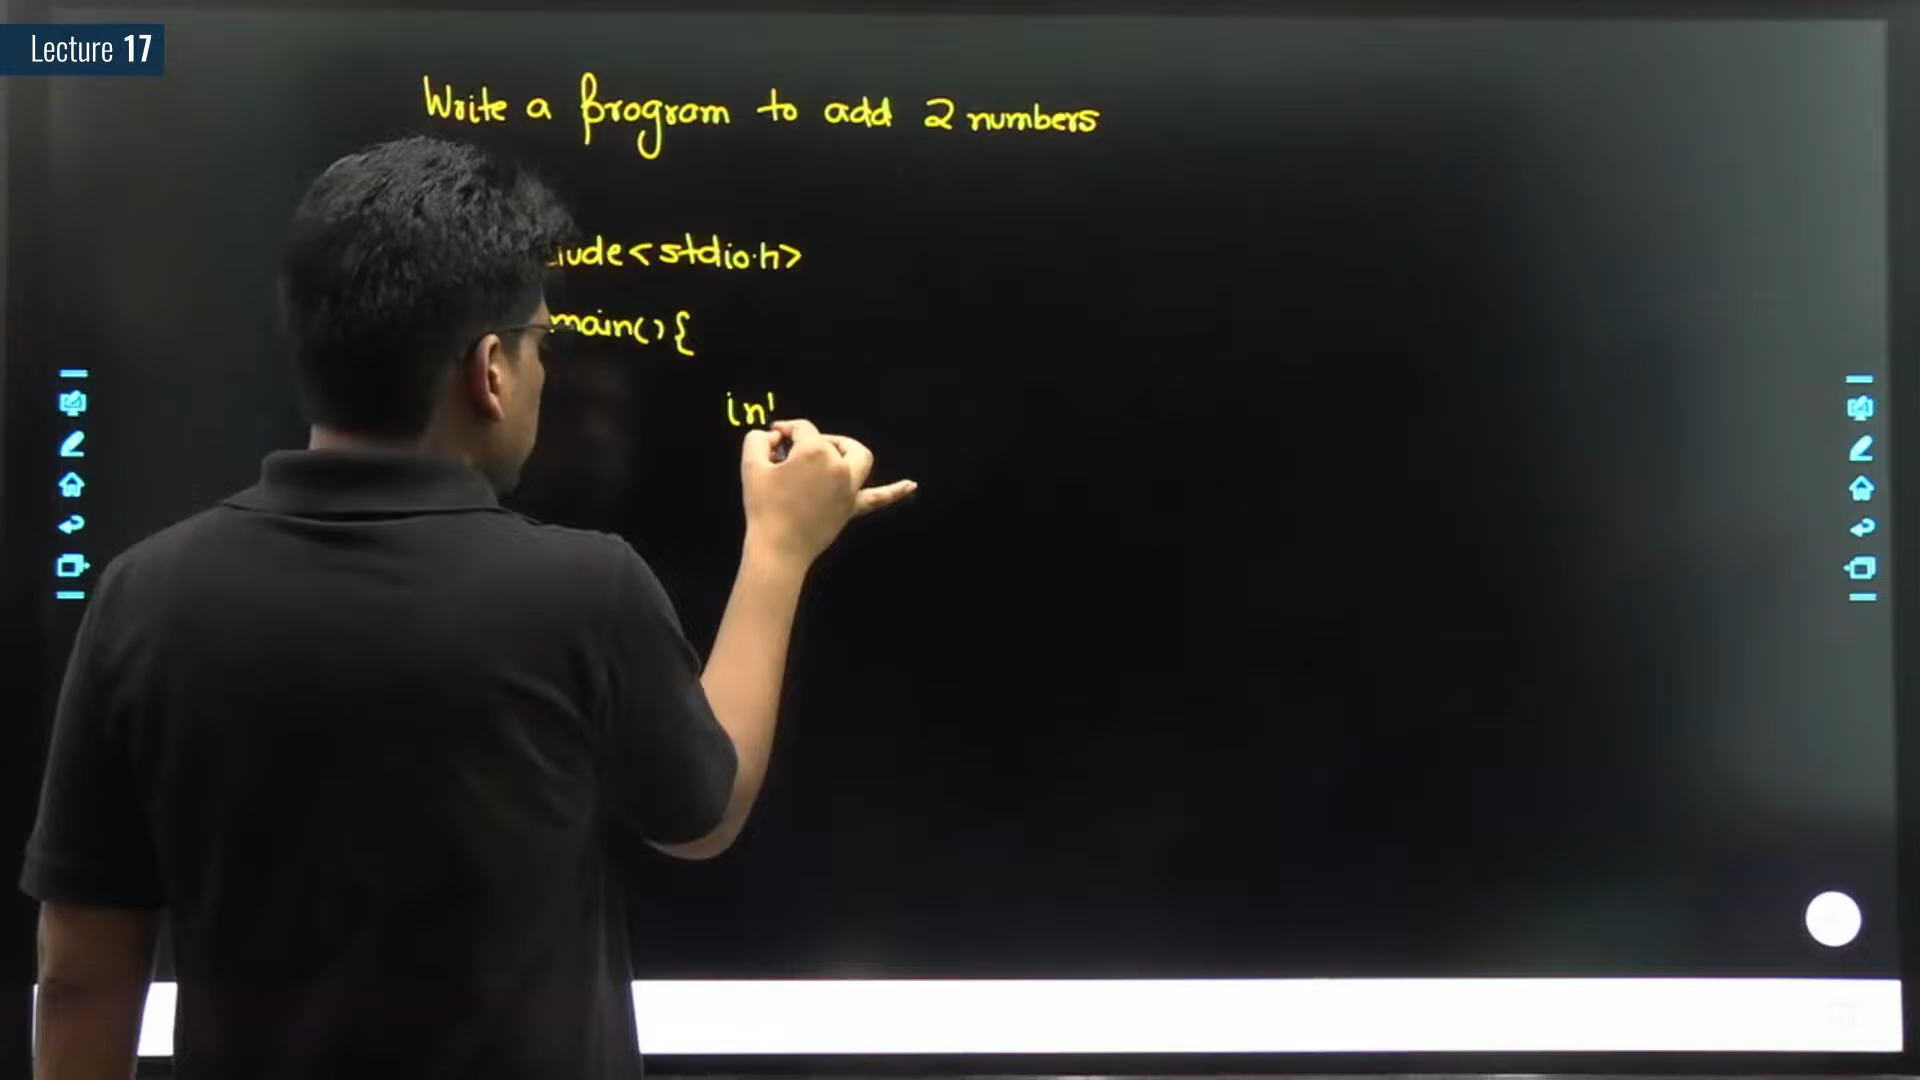 Lecture 17
Write a program to add 2 numbers
lude<stdio.h>
main(){
in